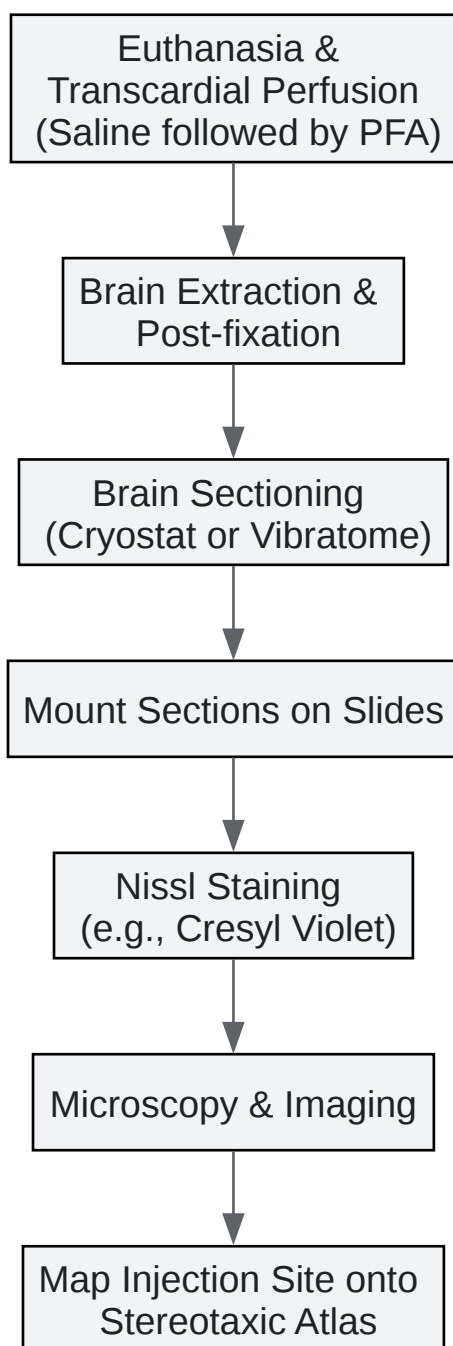 Euthanasia &
Transcardial Perfusion
(Saline followed by PFA)
Brain Extraction &
Post-fixation
Brain Sectioning
(Cryostat or Vibratome)
Mount Sections on Slides
Nissl Staining
(e.g., Cresyl Violet)
Microscopy & Imaging
Map Injection Site onto
Stereotaxic Atlas